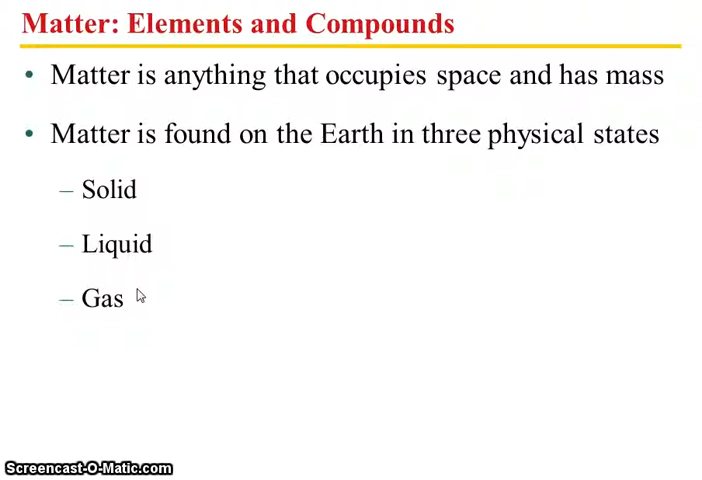 Matter: Elements and Compounds
• Matter is anything that occupies space and has mass
• Matter is found on the Earth in three physical states
– Solid
– Liquid
– Gas
Screencast-O-Matic.com